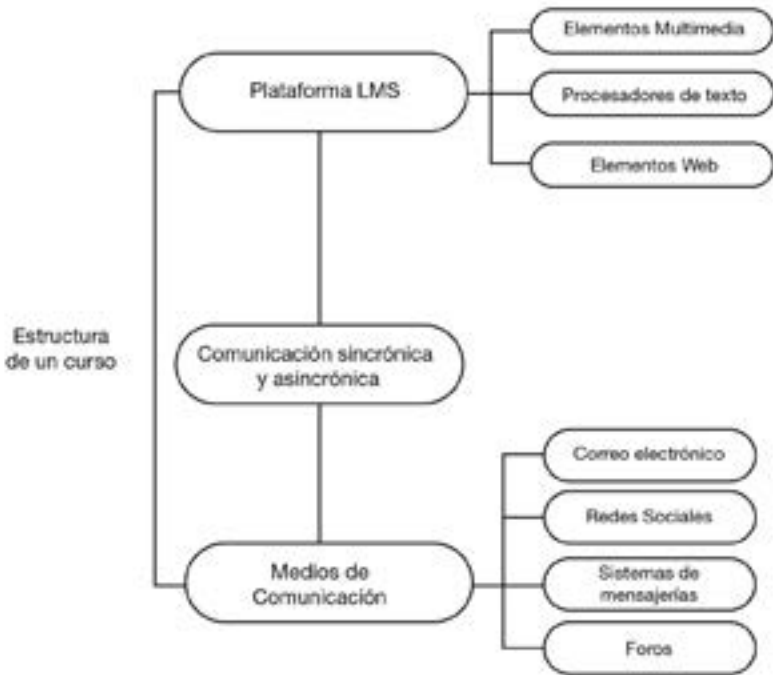 Elementos Multimedia
Plataforma LMS
Procesadores de texto
Elementos Web
Estructura
de un curso
Comunicación sincrónica
y asincrónica
Correo electrónico
Redes Sociales
Medios de
Comunicación
Sistemas de
mensajerías
Foros